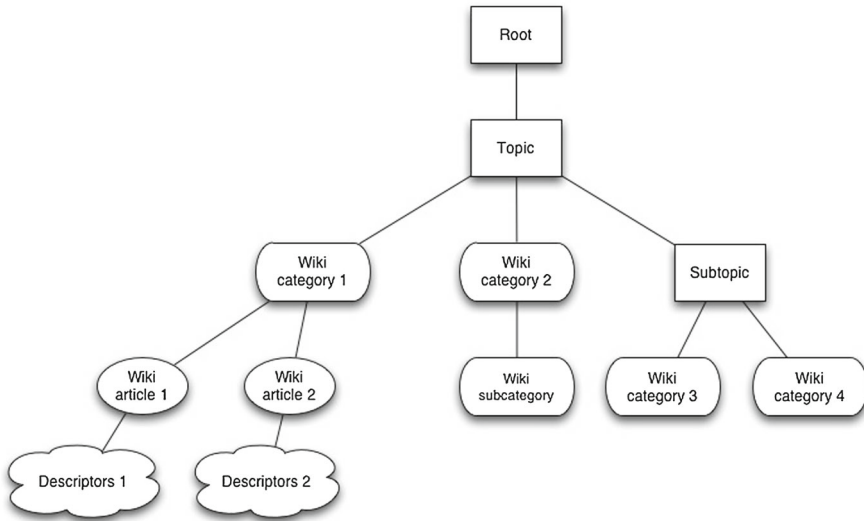 Root
Topic
Wiki
category 1
Wiki
category 2
Subtopic
Wiki
article 1
Wiki
article 2
Wiki
subcategory
Wiki
category 3
Wiki
category 4
Descriptors 1
Descriptors 2